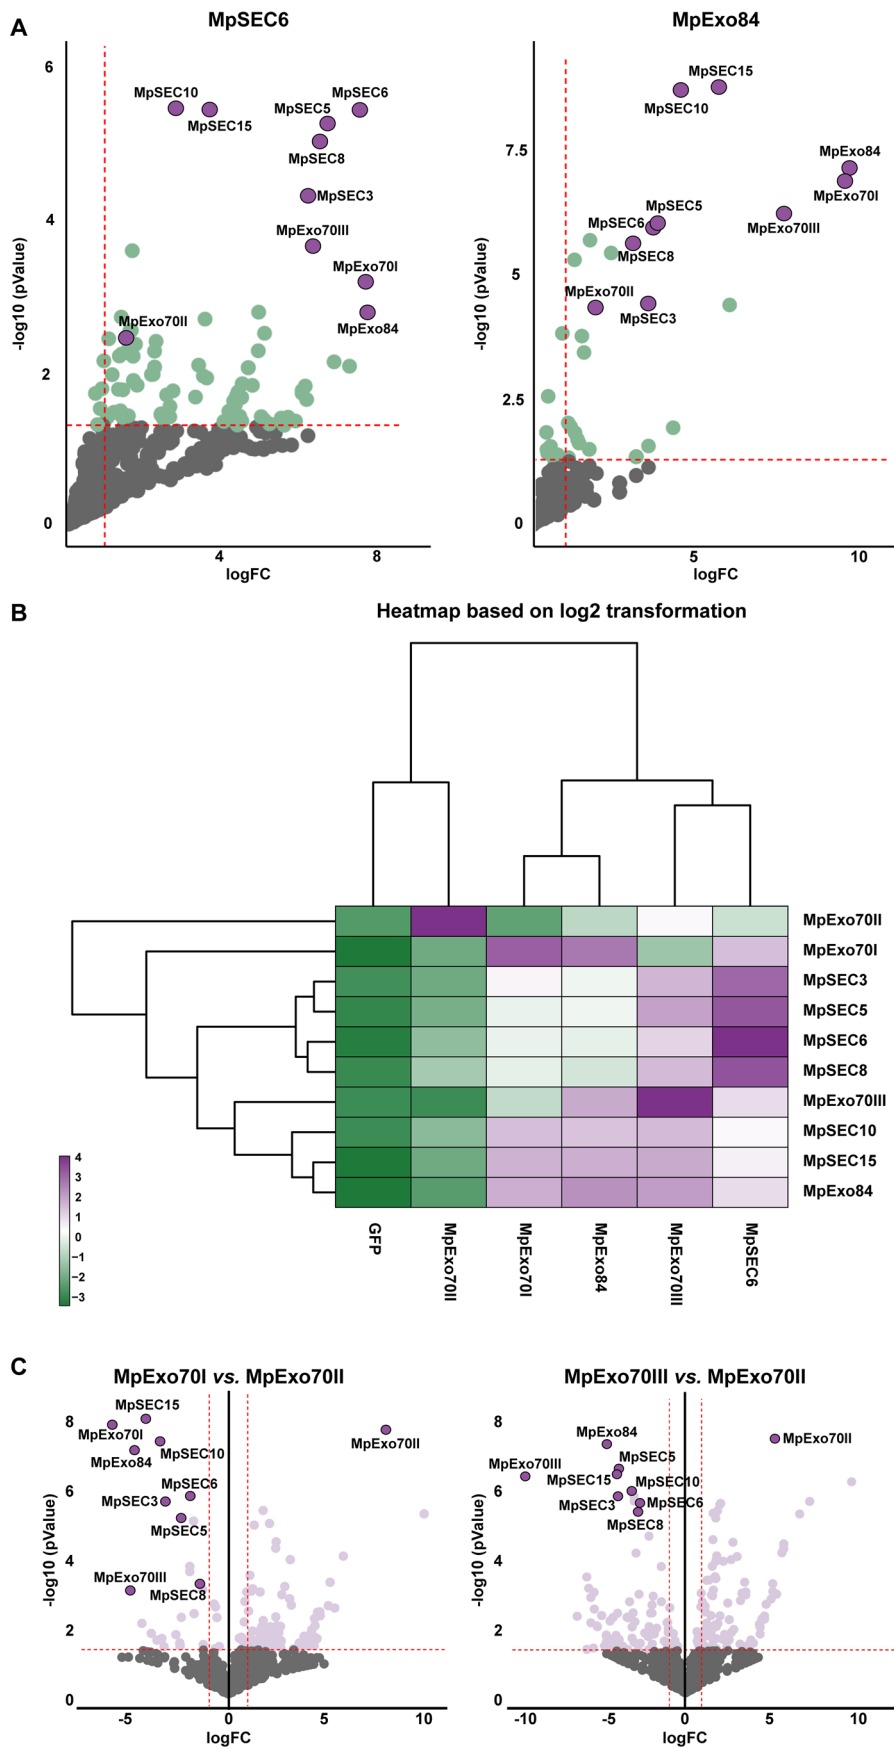 A
MpSEC6
MpExo84
-log10 (pValue)
6
4
2
0
4
8
logFC
MpSEC10
MpSEC15
MpSEC5
MpSEC6
MpSEC8
MpSEC3
MpExo70III
MpExo70I
MpExo84
MpExo70II
-log10 (pValue)
7.5
5
2.5
0
5
10
logFC
MpSEC15
MpSEC10
MpExo84
MpExo70I
MpExo70III
MpSEC5
MpSEC6
MpSEC8
MpExo70II
MpSEC3
B
Heatmap based on log2 transformation
MpExo70II
MpExo70I
MpSEC3
MpSEC5
MpSEC6
MpSEC8
MpExo70III
MpSEC10
MpSEC15
MpExo84
4
3
2
1
0
−1
−2
−3
GFP
MpExo70II
MpExo70I
MpExo84
MpExo70III
MpSEC6
C
MpExo70I vs. MpExo70II
MpExo70III vs. MpExo70II
-log10 (pValue)
8
6
4
2
0
-5
0
5
10
logFC
MpSEC15
MpExo70I
MpSEC10
MpExo84
MpSEC6
MpSEC3
MpSEC5
MpExo70III
MpSEC8
MpExo70II
-log10 (pValue)
8
6
4
2
0
-10
-5
0
5
10
logFC
MpExo84
MpExo70III
MpSEC5
MpSEC15
MpSEC10
MpSEC3
MpSEC6
MpSEC8
MpExo70II